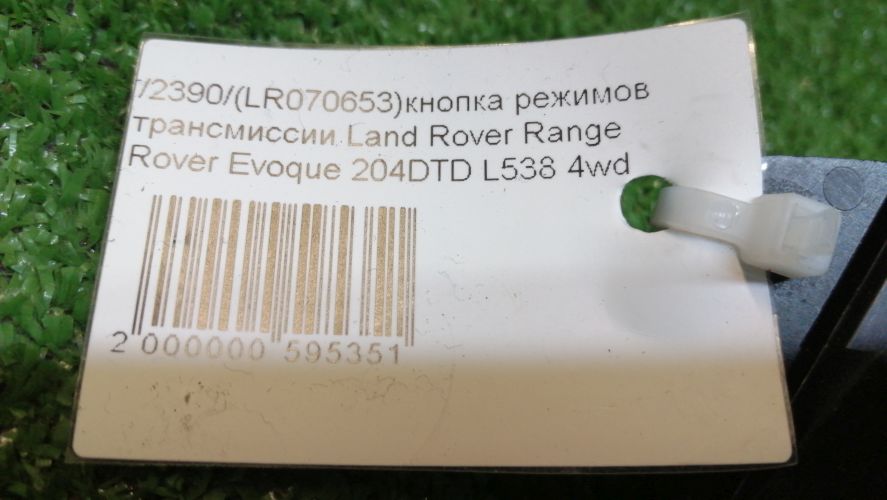 /2390/(LR070653)кнопка режимов
трансмиссии Land Rover Range
Rover Evoque 204DTD L538 4wd
2 000000 595351